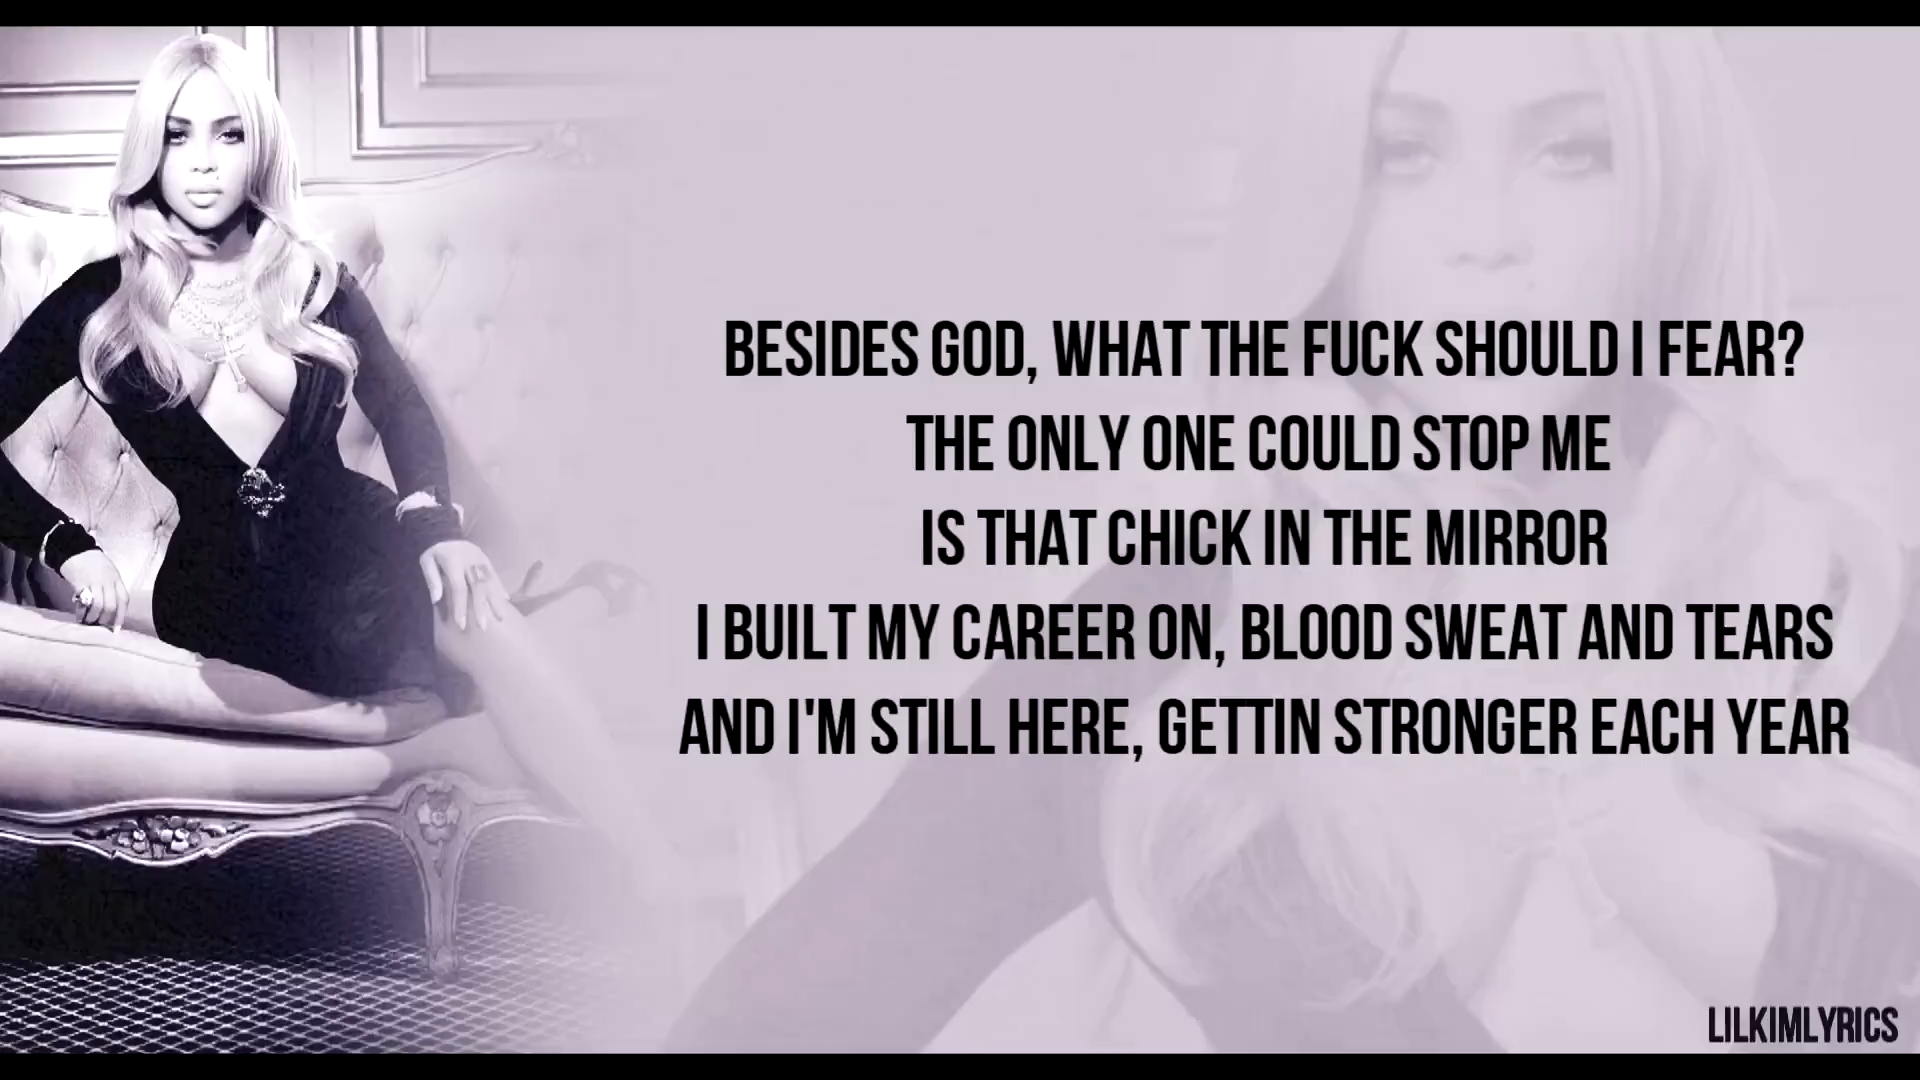 BESIDES GOD, WHAT THE FUCK SHOULD I FEAR?
THE ONLY ONE COULD STOP ME
IS THAT CHICK IN THE MIRROR
I BUILT MY CAREER ON, BLOOD SWEAT AND TEARS
AND I'M STILL HERE, GETTIN STRONGER EACH YEAR
LILKIMLYRICS